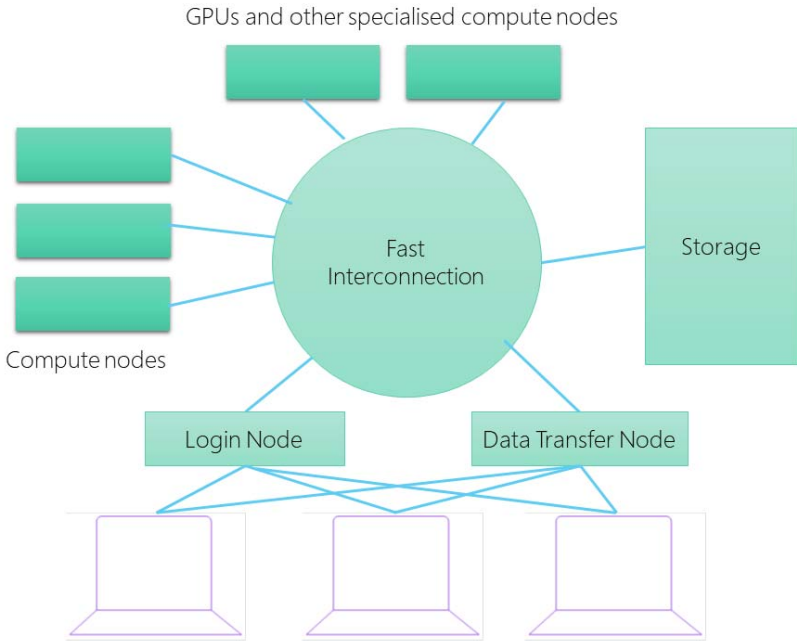 GPUs and other specialised compute nodes
Fast
Interconnection
Storage
Compute nodes
Login Node
Data Transfer Node